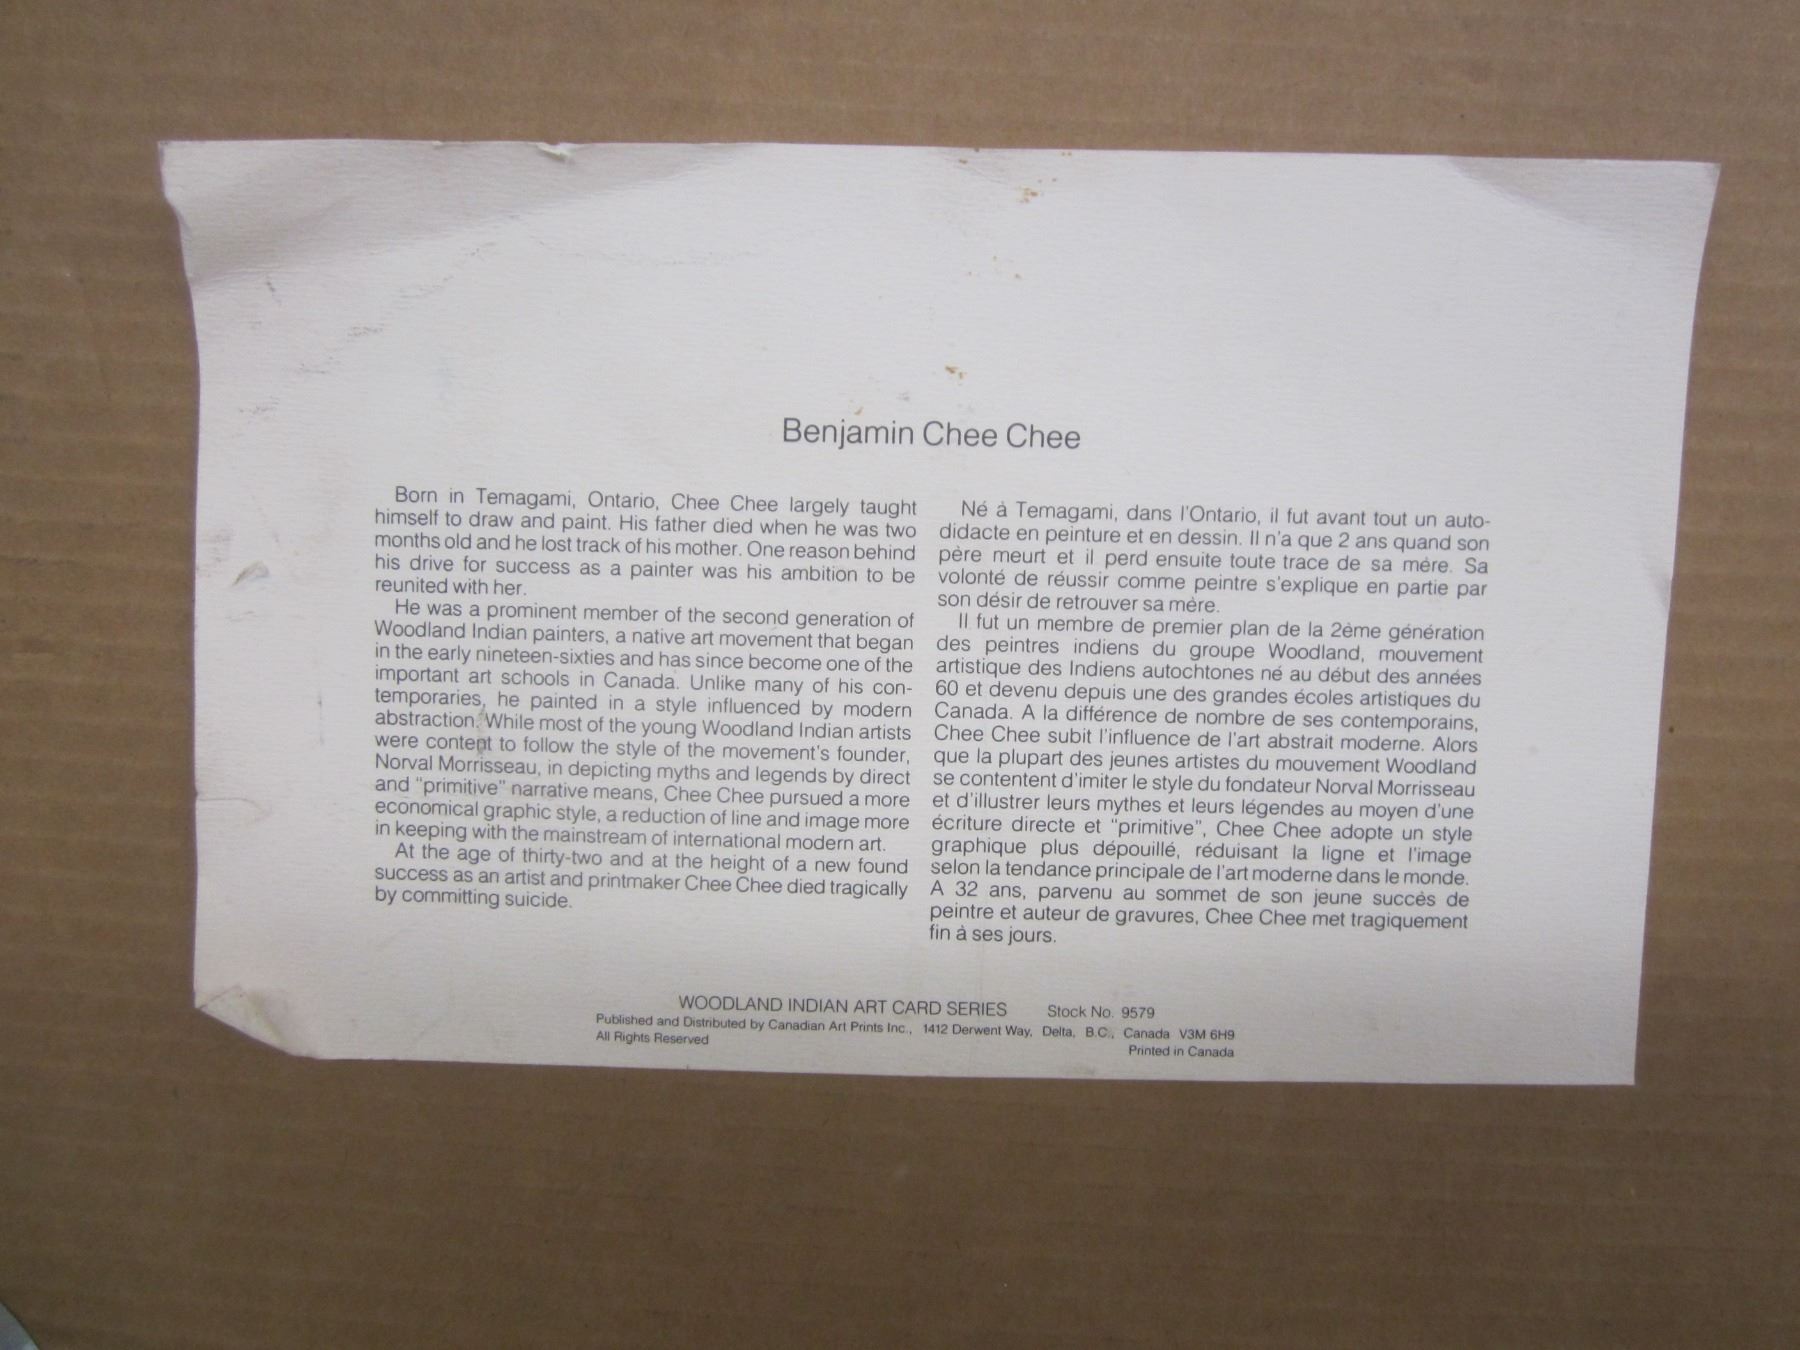 Benjamin Chee Chee
Born in Temagami, Ontario, Chee Chee largely taught
himself to draw and paint. His father died when he was two
months old and he lost track of his mother. One reason behind
his drive for success as a painter was his ambition to be
reunited with her.
He was a prominent member of the second generation of
Woodland Indian painters, a native art movement that began
in the early nineteen-sixties and has since become one of the
important art schools in Canada. Unlike many of his con-
temporaries, he painted in a style influenced by modern
abstraction. While most of the young Woodland Indian artists
were content to follow the style of the movement's founder,
Norval Morrisseau, in depicting myths and legends by direct
and "primitive" narrative means, Chee Chee pursued a more
economical graphic style, a reduction of line and image more
in keeping with the mainstream of international modern art.
At the age of thirty-two and at the height of a new found
success as an artist and printmaker Chee Chee died tragically
by committing suicide.
Né à Temagami, dans l'Ontario, il fut avant tout un auto-
didacte en peinture et en dessin. Il n'a que 2 ans quand son
père meurt et il perd ensuite toute trace de sa mère. Sa
volonté de réussir comme peintre s'explique en partie par
son désir de retrouver sa mère.
Il fut un membre de premier plan de la 2ème génération
des peintres indiens du groupe Woodland, mouvement
artistique des Indiens autochtones né au début des années
60 et devenu depuis une des grandes écoles artistiques du
Canada. A la différence de nombre de ses contemporains,
Chee Chee subit l'influence de l'art abstrait moderne. Alors
que la plupart des jeunes artistes du mouvement Woodland
se contentent d'imiter le style du fondateur Norval Morrisseau
et d'illustrer leurs mythes et leurs légendes au moyen d'une
écriture directe et "primitive", Chee Chee adopte un style
graphique plus dépouillé, réduisant la ligne et l'image
selon la tendance principale de l'art moderne dans le monde.
A 32 ans, parvenu au sommet de son jeune succès de
peintre et auteur de gravures, Chee Chee met tragiquement
fin à ses jours.
WOODLAND INDIAN ART CARD SERIES Stock No. 9579
Published and Distributed by Canadian Art Prints Inc., 1412 Derwent Way, Delta, B.C., Canada V3M 6H9
All Rights Reserved
Printed in Canada